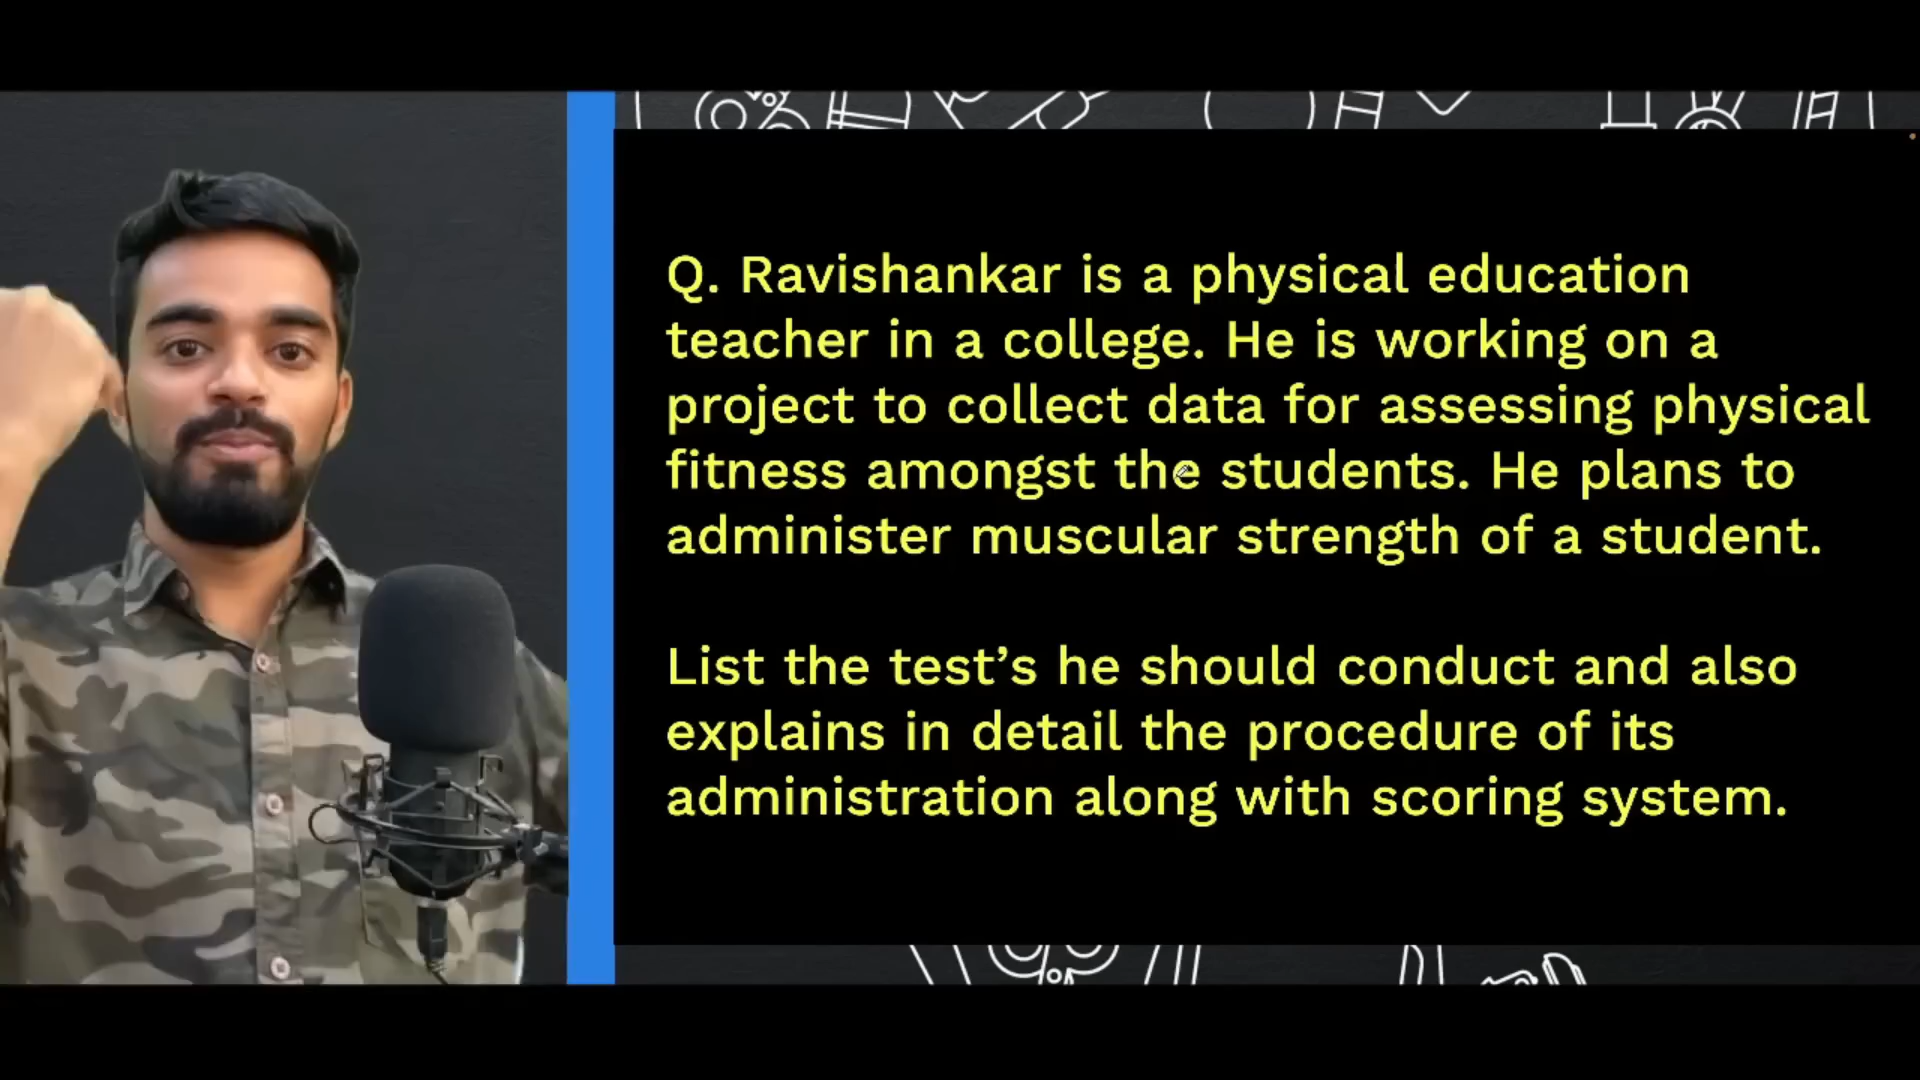 Q. Ravishankar is a physical education
teacher in a college. He is working on a
project to collect data for assessing physical
fitness amongst the students. He plans to
administer muscular strength of a student.
List the test’s he should conduct and also
explains in detail the procedure of its
administration along with scoring system.